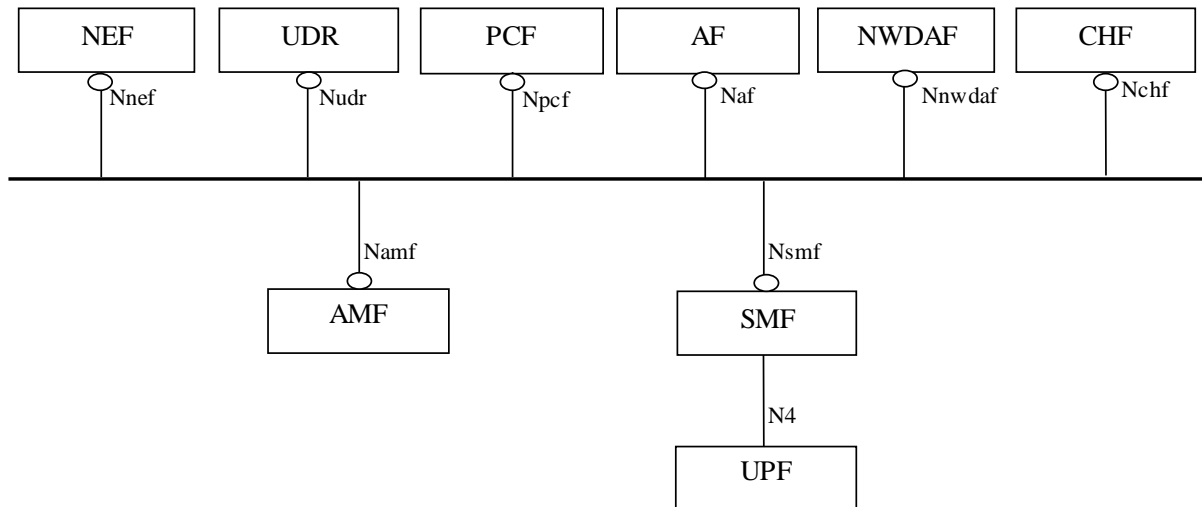 NEF
UDR
PCF
AF
NWDAF
CHF
Nnef
Nudr
Npcf
Naf
Nnwdaf
Nchf
Namf
Nsmf
AMF
SMF
N4
UPF